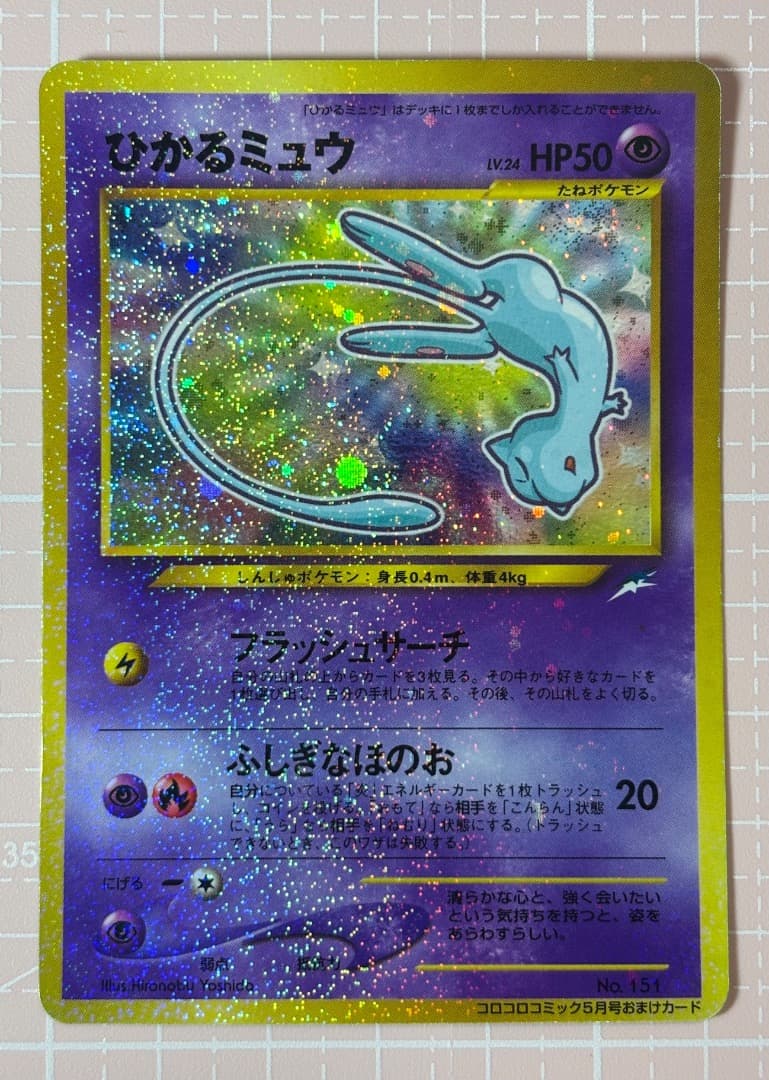 「ひかるミュウ」はデッキに1枚までしか入れることができません。
ひかるミュウ
LV.24 HP50
たねポケモン
しんしゅポケモン：身長0.4m、体重4kg
フラッシュサーチ
自分の山札の上からカードを3枚見る。その中から好きなカードを
1枚選び出し、自分の手札に加える。その後、その山札をよく切る。
ふしぎなほのお
20
自分についている「炎」エネルギーカードを1枚トラッシュ
し、コインを投げる。「おもて」なら相手を「こんらん」状態
に、「うら」なら相手を「ねむり」状態にする。（トラッシュ
できないとき、このワザは失敗する。）
にげる
清らかな心と、強く会いたい
という気持ちを持つと、姿を
あらわすらしい。
弱点 抵抗力
Illus.Hironobu Yoshida
No. 151
コロコロコミック5月号おまけカード
35